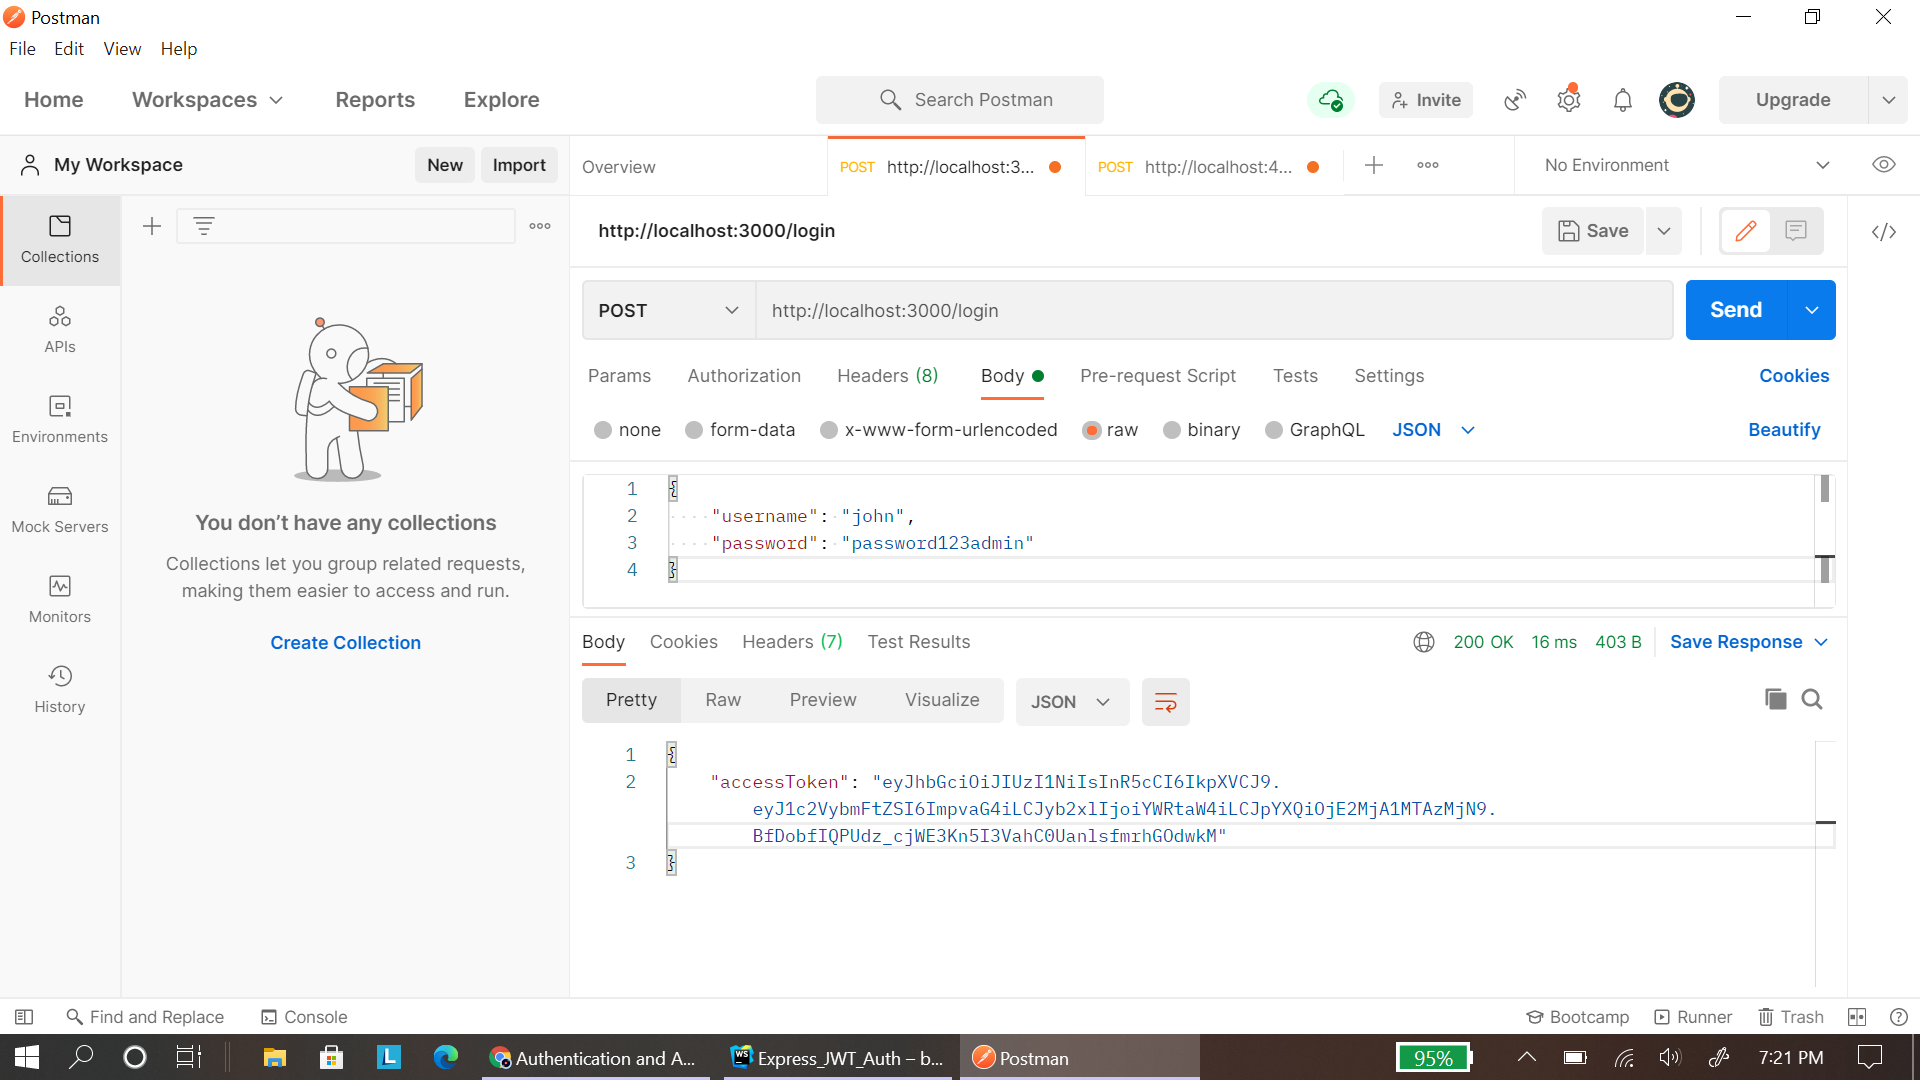 Postman
File Edit View Help
Home Workspaces Reports Explore Search Postman Invite Upgrade
My Workspace New Import Overview POST http://localhost:3... POST http://localhost:4... No Environment
Collections
APIs
Environments
Mock Servers
Monitors
History
You don't have any collections
Collections let you group related requests,
making them easier to access and run.
Create Collection
http://localhost:3000/login Save
POST http://localhost:3000/login Send
Params Authorization Headers (8) Body Pre-request Script Tests Settings Cookies
none form-data x-www-form-urlencoded raw binary GraphQL JSON Beautify
1 {
2 "username": "john",
3 "password": "password123admin"
4 }
Body Cookies Headers (7) Test Results 200 OK 16 ms 403 B Save Response
Pretty Raw Preview Visualize JSON
1 {
2 "accessToken": "eyJhbGciOiJIUzI1NiIsInR5cCI6IkpXVCJ9.
eyJ1c2VybmFtZSI6ImpvaG4iLCJyb2xlIjoiYWRtaW4iLCJpYXQiOjE2MjA1MTAzMjN9.
BfDobfIQPUdz_cjWE3Kn5I3VahC0UanlsfmrhGOdwkM"
3 }
Find and Replace Console Bootcamp Runner Trash
L Authentication and A... WS Express_JWT_Auth – b... Postman 95% 7:21 PM